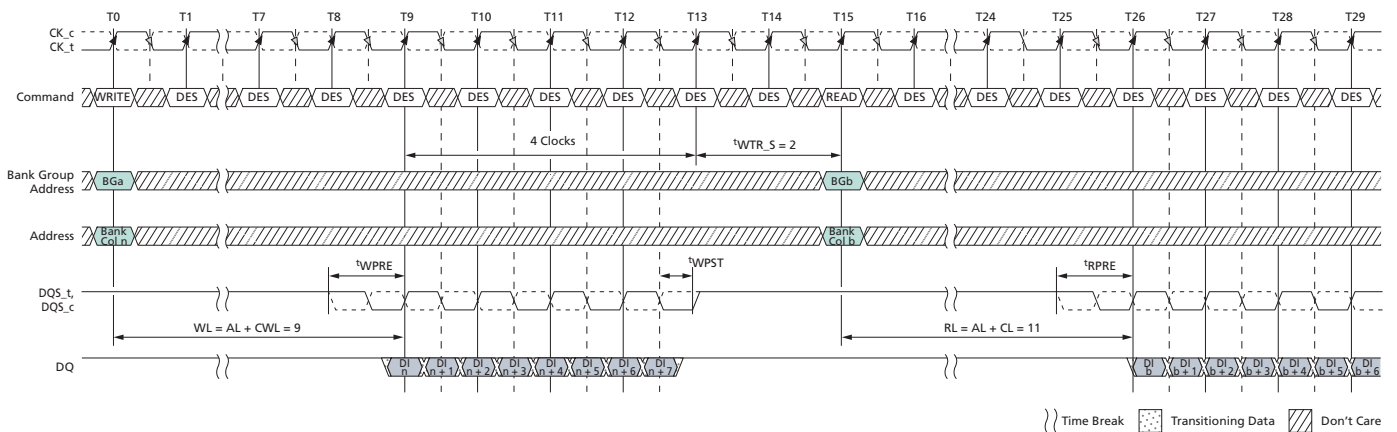 T0 T1 T7 T8 T9 T10 T11 T12 T13 T14 T15 T16 T24 T25 T26 T27 T28 T29
CK_c
CK_t
Command WRITE DES DES DES DES DES DES DES DES DES READ DES DES DES DES DES DES DES
4 Clocks tWTR_S = 2
Bank Group
Address BGa BGb
Address Bank
Col n Bank
Col b
tWPRE tWPST tRPRE
DQS_t,
DQS_c
WL = AL + CWL = 9 RL = AL + CL = 11
DQ DI
n DI
n + 1 DI
n + 2 DI
n + 3 DI
n + 4 DI
n + 5 DI
n + 6 DI
n + 7 DI
b DI
b + 1 DI
b + 2 DI
b + 3 DI
b + 4 DI
b + 5 DI
b + 6
Time Break Transitioning Data Don't Care